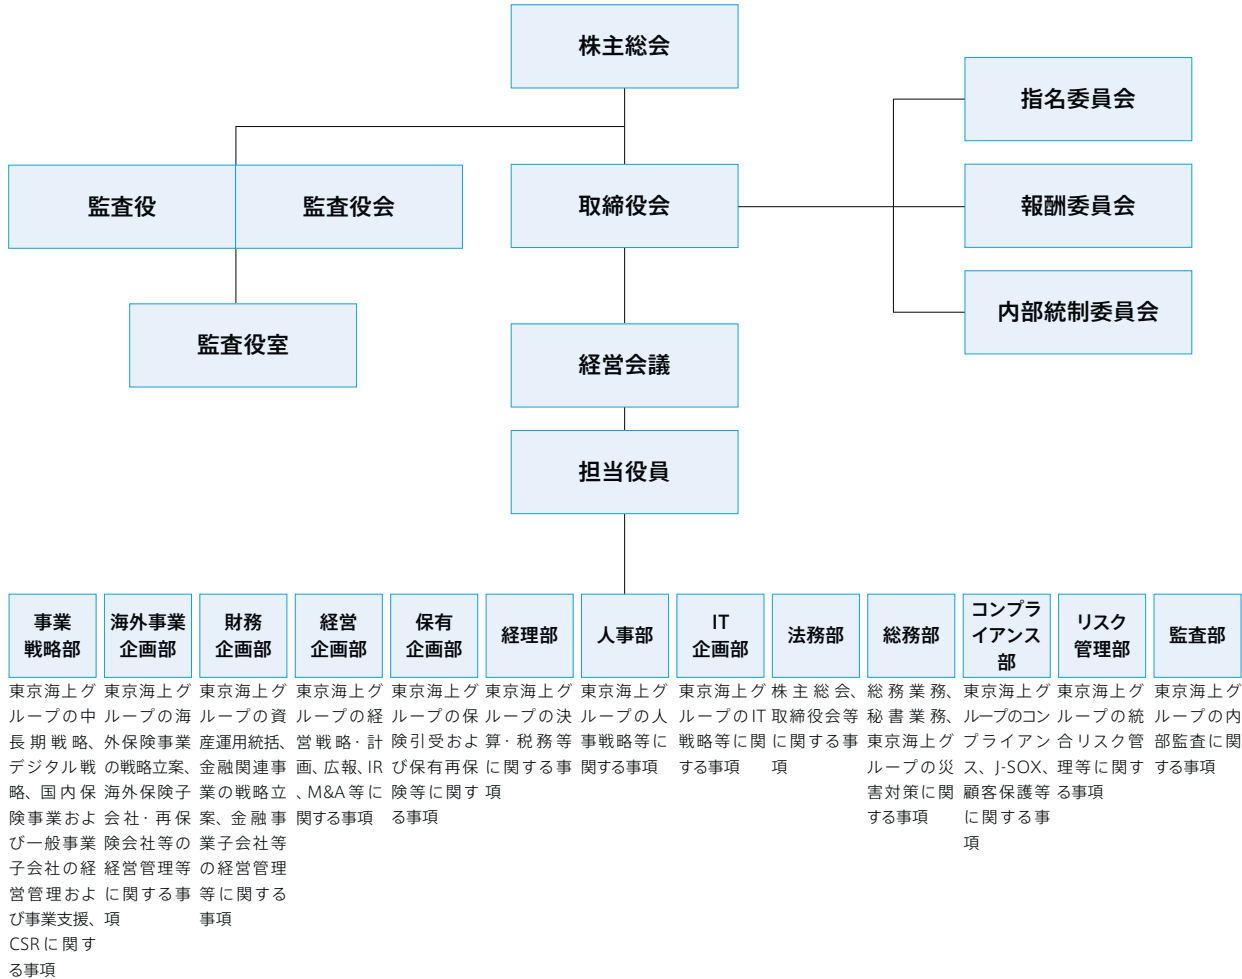 株主総会
指名委員会
監査役
監査役会
取締役会
報酬委員会
内部統制委員会
監査役室
経営会議
担当役員
事業
戦略部
東京海上グ
ループの中
長期戦略、
デジタル戦
略、国内保
険事業およ
び一般事業
子会社の経
営管理およ
び事業支援、
CSRに関す
る事項
海外事業
企画部
東京海上グ
ループの海
外保険事業
の戦略立案、
海外保険子
会社・再保
険会社等の
経営管理等
に関する事
項
財務
企画部
東京海上グ
ループの資
産運用統括、
金融関連事
業の戦略立
案、金融事
業子会社等
の経営管理
等に関する
事項
経営
企画部
東京海上グ
ループの経
営戦略・計
画、広報、IR
、M&A等に
関する事項
保有
企画部
東京海上グ
ループの保
険引受およ
び保有再保
険等に関す
る事項
経理部
東京海上グ
ループの決
算・税務等
に関する事
項
人事部
東京海上グ
ループの人
事戦略等に
関する事項
IT
企画部
東京海上グ
ループのIT
戦略等に関
する事項
法務部
株主総会、
取締役会等
に関する事
項
総務部
総務業務、
秘書業務、
東京海上グ
ループの災
害対策に関
する事項
コンプラ
イアンス
部
東京海上グ
ループのコン
プライアン
ス、J-SOX、
顧客保護等
に関する事
項
リスク
管理部
東京海上グ
ループの統
合リスク管
理等に関す
る事項
監査部
東京海上グ
ループの内
部監査に関
する事項